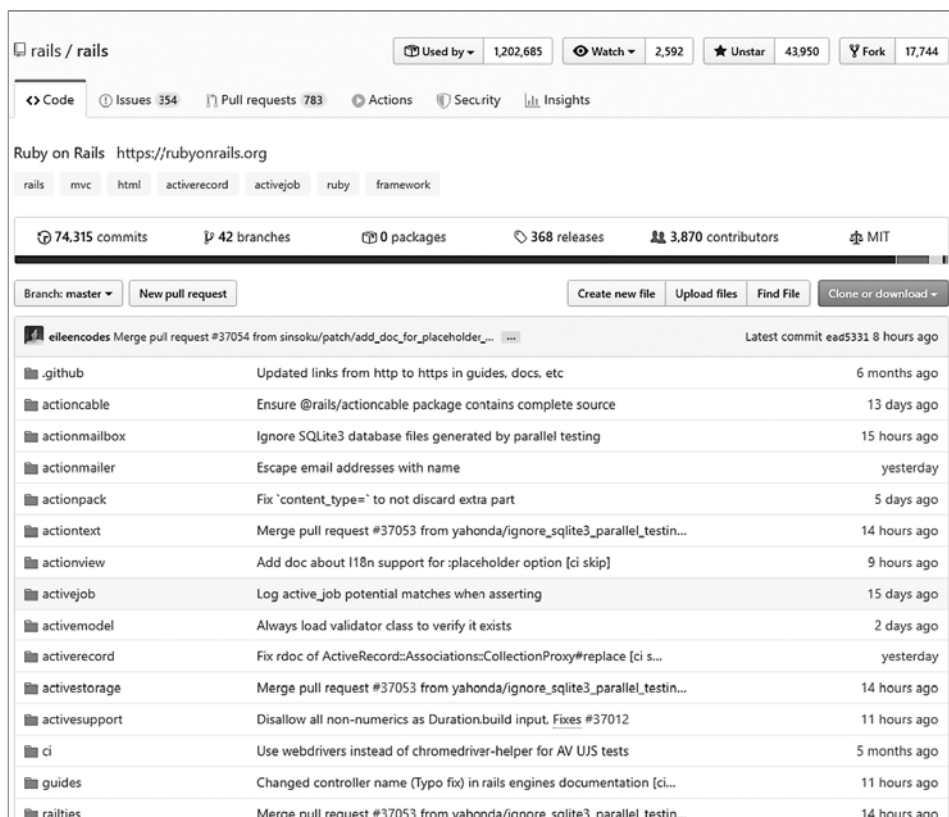 rails / rails Used by 1,202,685 Watch 2,592 Unstar 43,950 Fork 17,744
Code Issues 354 Pull requests 783 Actions Security Insights
Ruby on Rails https://rubyonrails.org
rails mvc html activerecord activejob ruby framework
74,315 commits 42 branches 0 packages 368 releases 3,870 contributors MIT
Branch: master New pull request Create new file Upload files Find File Clone or download
eileencodes Merge pull request #37054 from sinsoku/patch/add_doc_for_placeholder_... ... Latest commit ead5331 8 hours ago
.github Updated links from http to https in guides, docs, etc 6 months ago
actioncable Ensure @rails/actioncable package contains complete source 13 days ago
actionmailbox Ignore SQLite3 database files generated by parallel testing 15 hours ago
actionmailer Escape email addresses with name yesterday
actionpack Fix `content_type=` to not discard extra part 5 days ago
actiontext Merge pull request #37053 from yahonda/ignore_sqlite3_parallel_testin... 14 hours ago
actionview Add doc about I18n support for :placeholder option [ci skip] 9 hours ago
activejob Log active_job potential matches when asserting 15 days ago
activemodel Always load validator class to verify it exists 2 days ago
activerecord Fix rdoc of ActiveRecord::Associations::CollectionProxy#replace [ci s... yesterday
activestorage Merge pull request #37053 from yahonda/ignore_sqlite3_parallel_testin... 14 hours ago
activesupport Disallow all non-numerics as Duration.build input, Fixes #37012 11 hours ago
ci Use webdrivers instead of chromedriver-helper for AV UJS tests 5 months ago
guides Changed controller name (Typo fix) in rails engines documentation [ci... 11 hours ago
railties Merge pull request #37053 from yahonda/ignore_sqlite3_parallel_testin... 14 hours ago